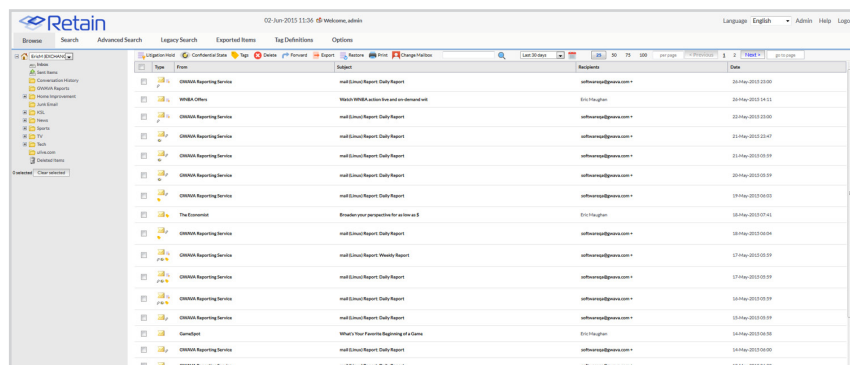 Retain
02-Jun-2015 11:36 Welcome, admin
Language English Admin Help Logo
Browse Search Advanced Search Legacy Search Exported Items Tag Definitions Options
Litigation Hold Confidential State Tags Delete Forward Export Restore Print Change Mailbox Last 30 days 25 50 75 100 per page < Previous 1 2 Next > go to page
Inbox
Sent Items
Conversation History
GWAVA Reports
Home Improvement
Junk Email
KSL
News
Sports
TV
Tech
Deleted Items
0 selected Clear selected
Type From Subject Recipients Date
GWAVA Reporting Service mail (Linux) Report: Daily Report softwareqa@gwava.com + 26-May-2015 23:00
WNBA Offers Watch WNBA action live and on-demand wit Eric Maughan 26-May-2015 14:11
GWAVA Reporting Service mail (Linux) Report: Daily Report softwareqa@gwava.com + 22-May-2015 23:00
GWAVA Reporting Service mail (Linux) Report: Daily Report softwareqa@gwava.com + 21-May-2015 23:47
GWAVA Reporting Service mail (Linux) Report: Daily Report softwareqa@gwava.com + 21-May-2015 05:59
GWAVA Reporting Service mail (Linux) Report: Daily Report softwareqa@gwava.com + 20-May-2015 05:59
GWAVA Reporting Service mail (Linux) Report: Daily Report softwareqa@gwava.com + 19-May-2015 06:02
The Economist Broaden your perspective for as low as $ Eric Maughan 18-May-2015 07:41
GWAVA Reporting Service mail (Linux) Report: Daily Report softwareqa@gwava.com + 18-May-2015 06:04
GWAVA Reporting Service mail (Linux) Report: Weekly Report softwareqa@gwava.com + 17-May-2015 05:59
GWAVA Reporting Service mail (Linux) Report: Daily Report softwareqa@gwava.com + 17-May-2015 05:59
GWAVA Reporting Service mail (Linux) Report: Daily Report softwareqa@gwava.com + 16-May-2015 05:59
GWAVA Reporting Service mail (Linux) Report: Daily Report softwareqa@gwava.com + 15-May-2015 05:59
GameSpot What's Your Favorite Beginning of a Game Eric Maughan 14-May-2015 06:58
GWAVA Reporting Service mail (Linux) Report: Daily Report softwareqa@gwava.com + 14-May-2015 06:00